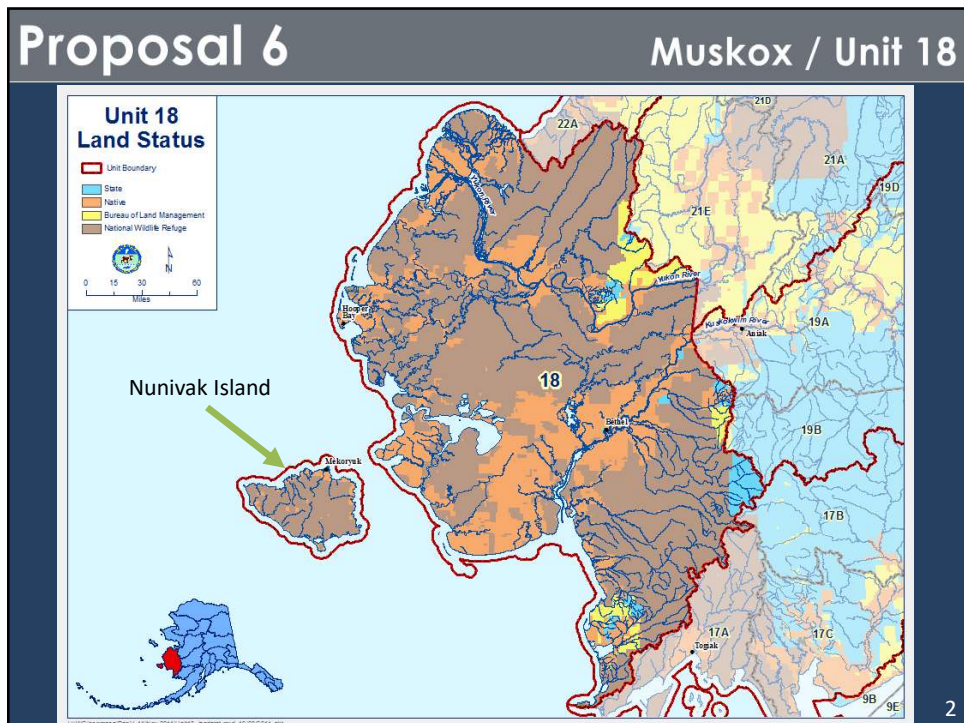 Proposal 6
Muskox / Unit 18
Unit 18
Land Status
Unit Boundary
State
Native
Bureau of Land Management
National Wildlife Refuge
N
0 15 30 60
Miles
22A
21D
21A
19D
21E
Yukon River
Yukon River
Kuskokwim River
Aniak
19A
Hooper
Bay
18
Nunivak Island
Bethel
19B
Mekoryuk
17B
17A
17C
Togiak
9B
9E
2